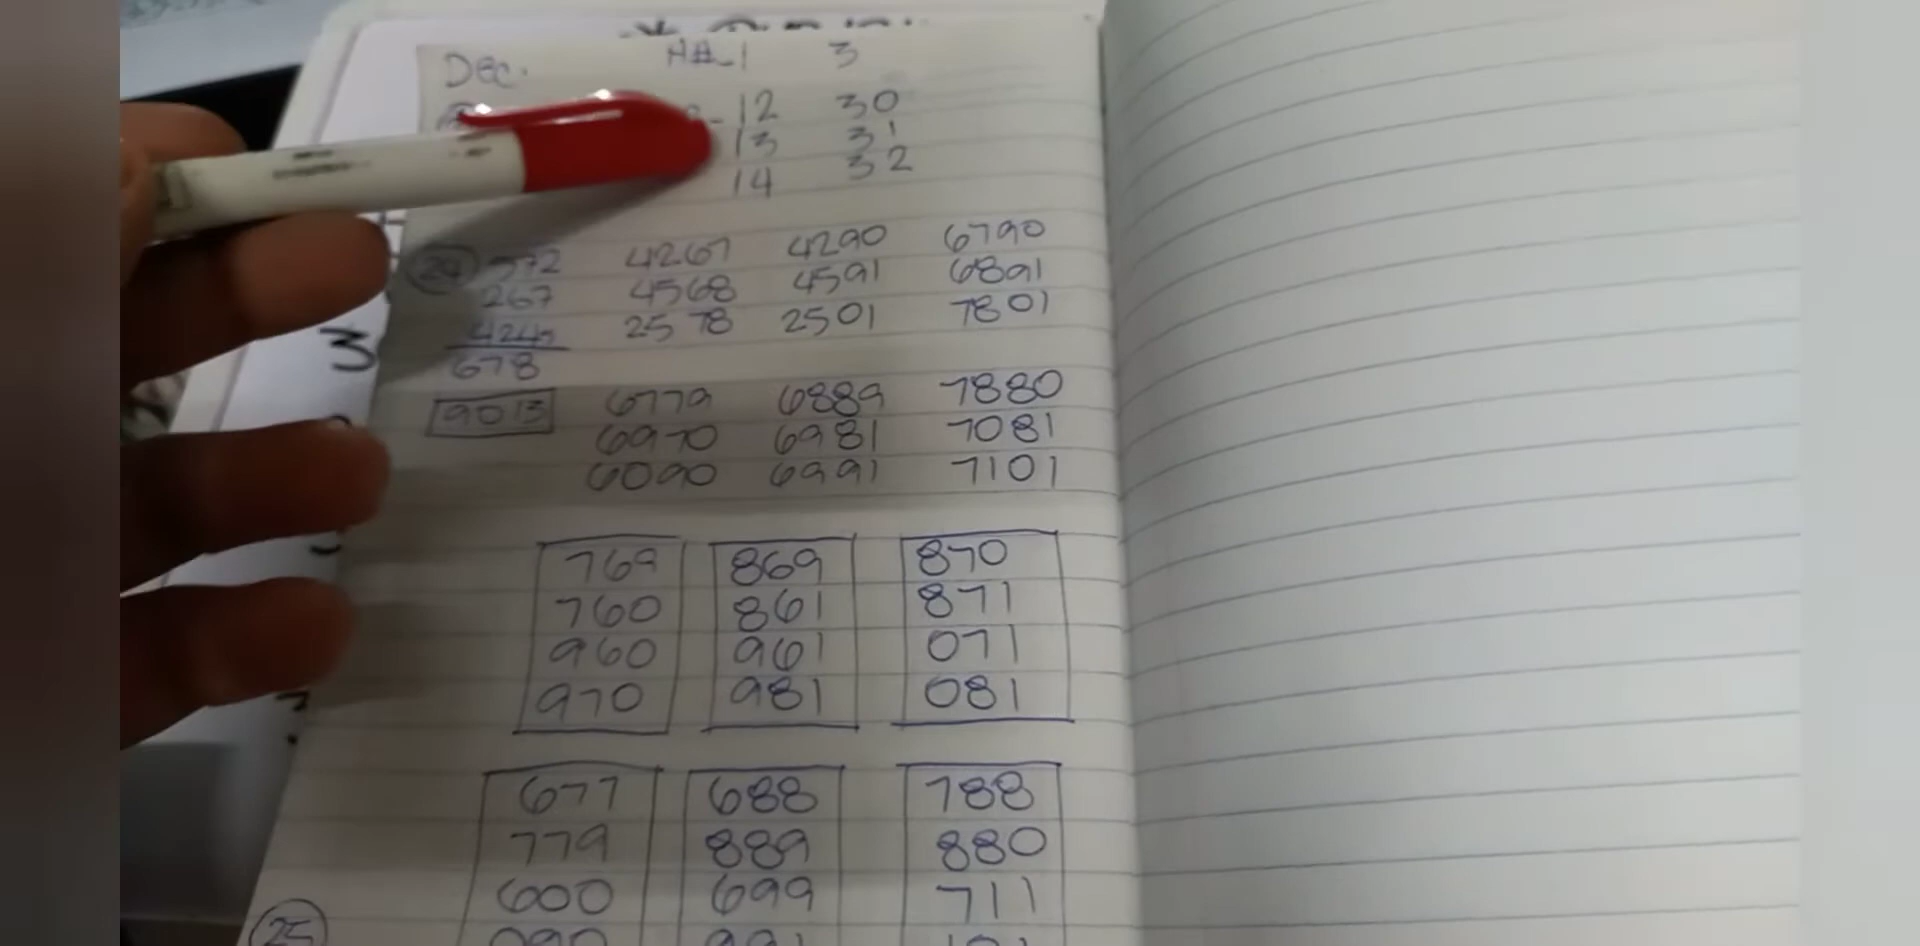 Dec. 1 3
12 30
13 31
14 32
24 4267 4290 6790
267 4568 4591 6891
2578 2501 7801
678
9013 6779 6889 7880
6970 6981 7081
6090 6991 7101
769 869 870
760 861 871
960 961 071
970 981 081
677 688 788
779 889 880
600 699 711
25